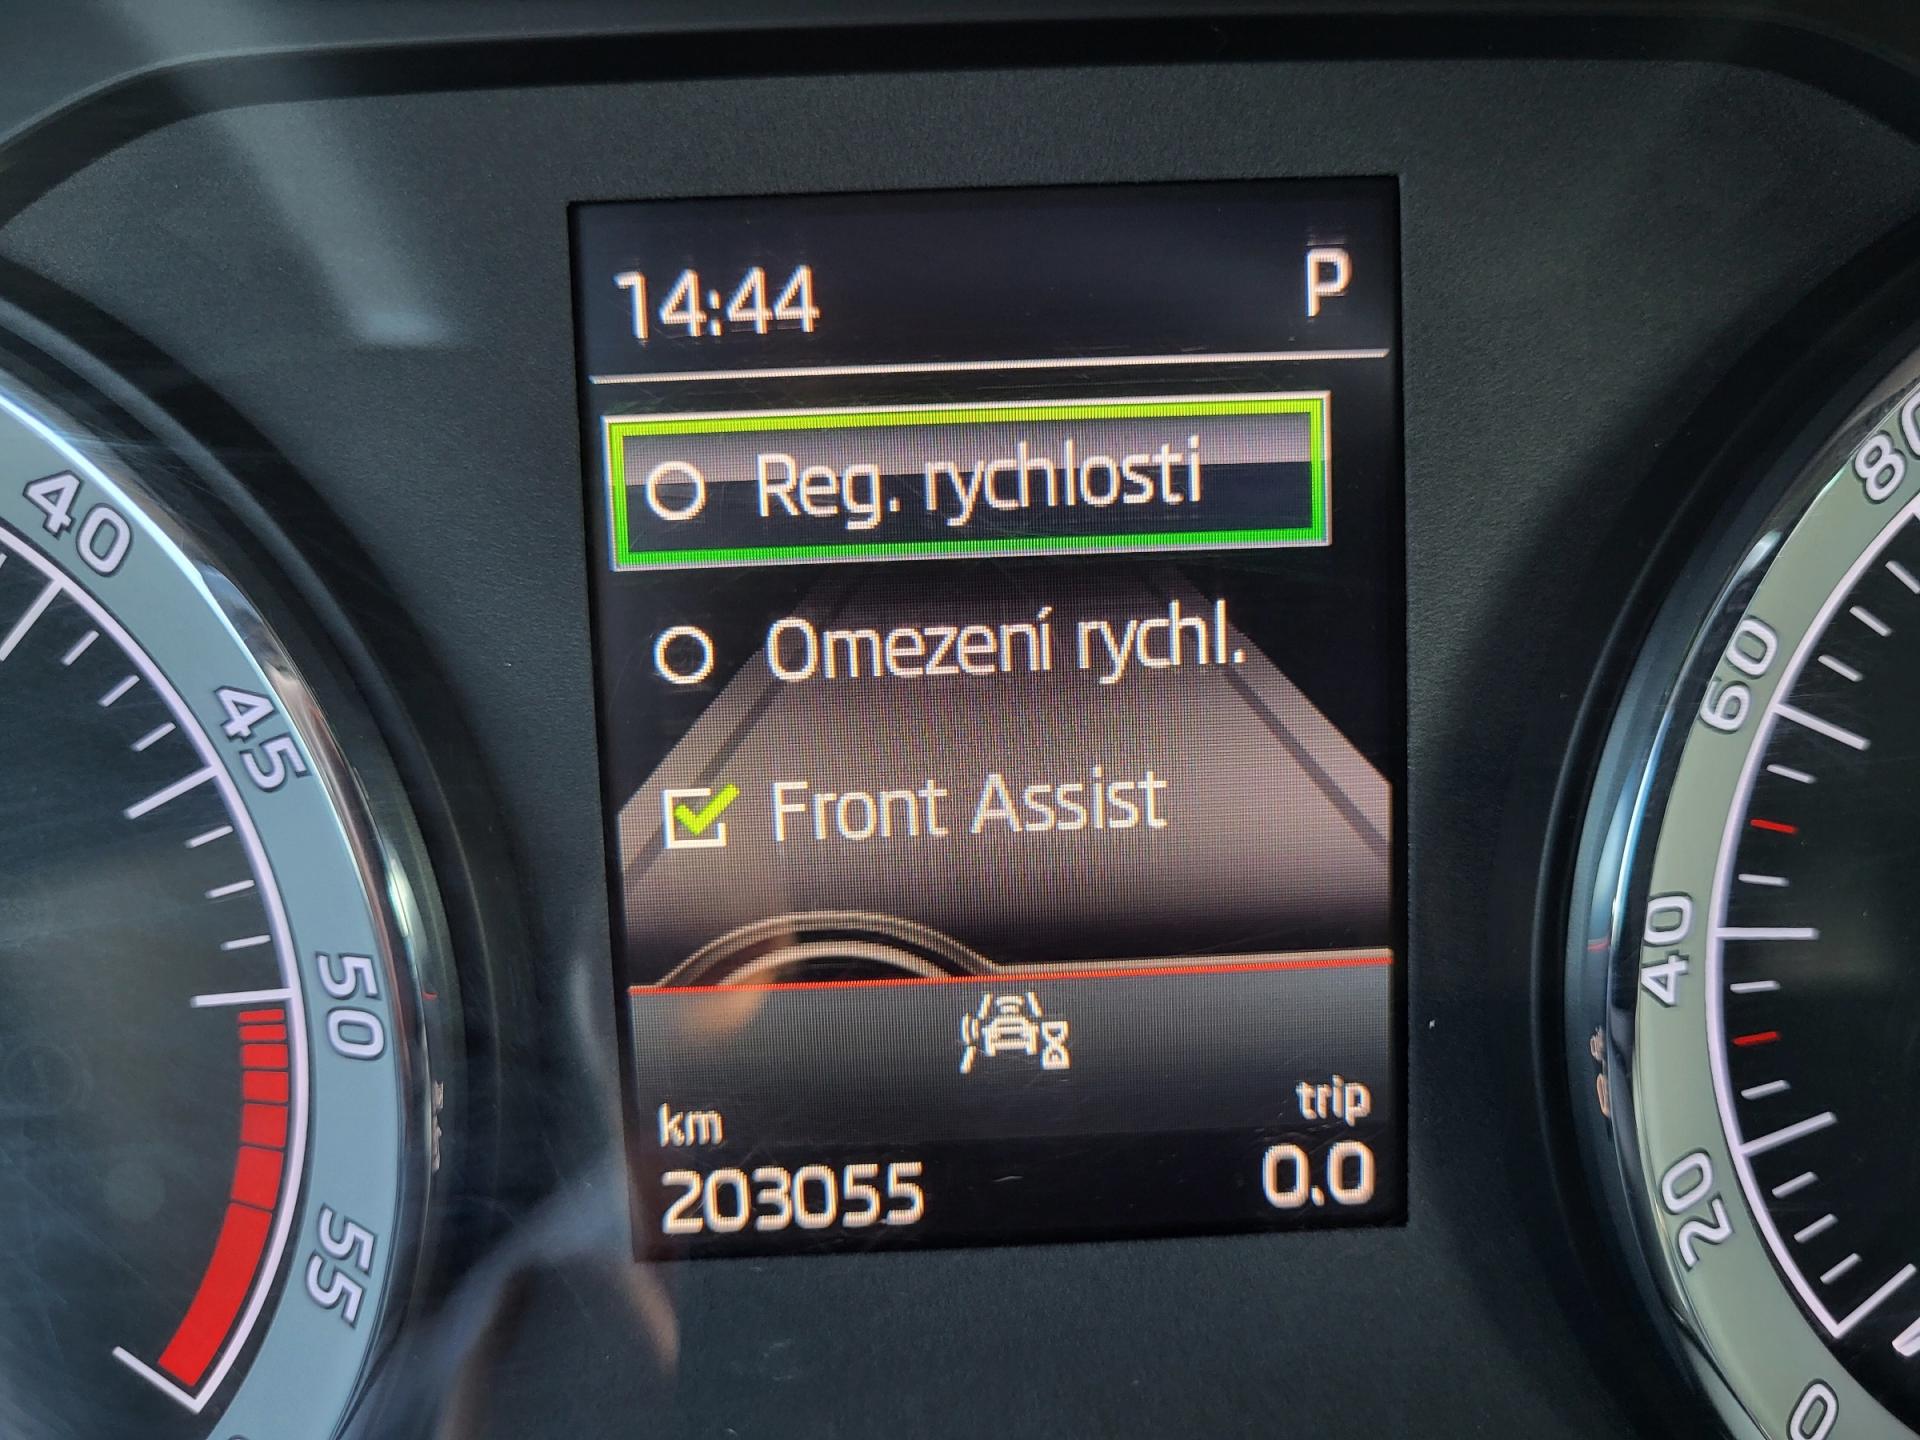 14:44 P
Reg. rychlosti
Omezení rychl.
Front Assist
km trip
203055 0.0
40
45
50
55
80
60
40
20
0